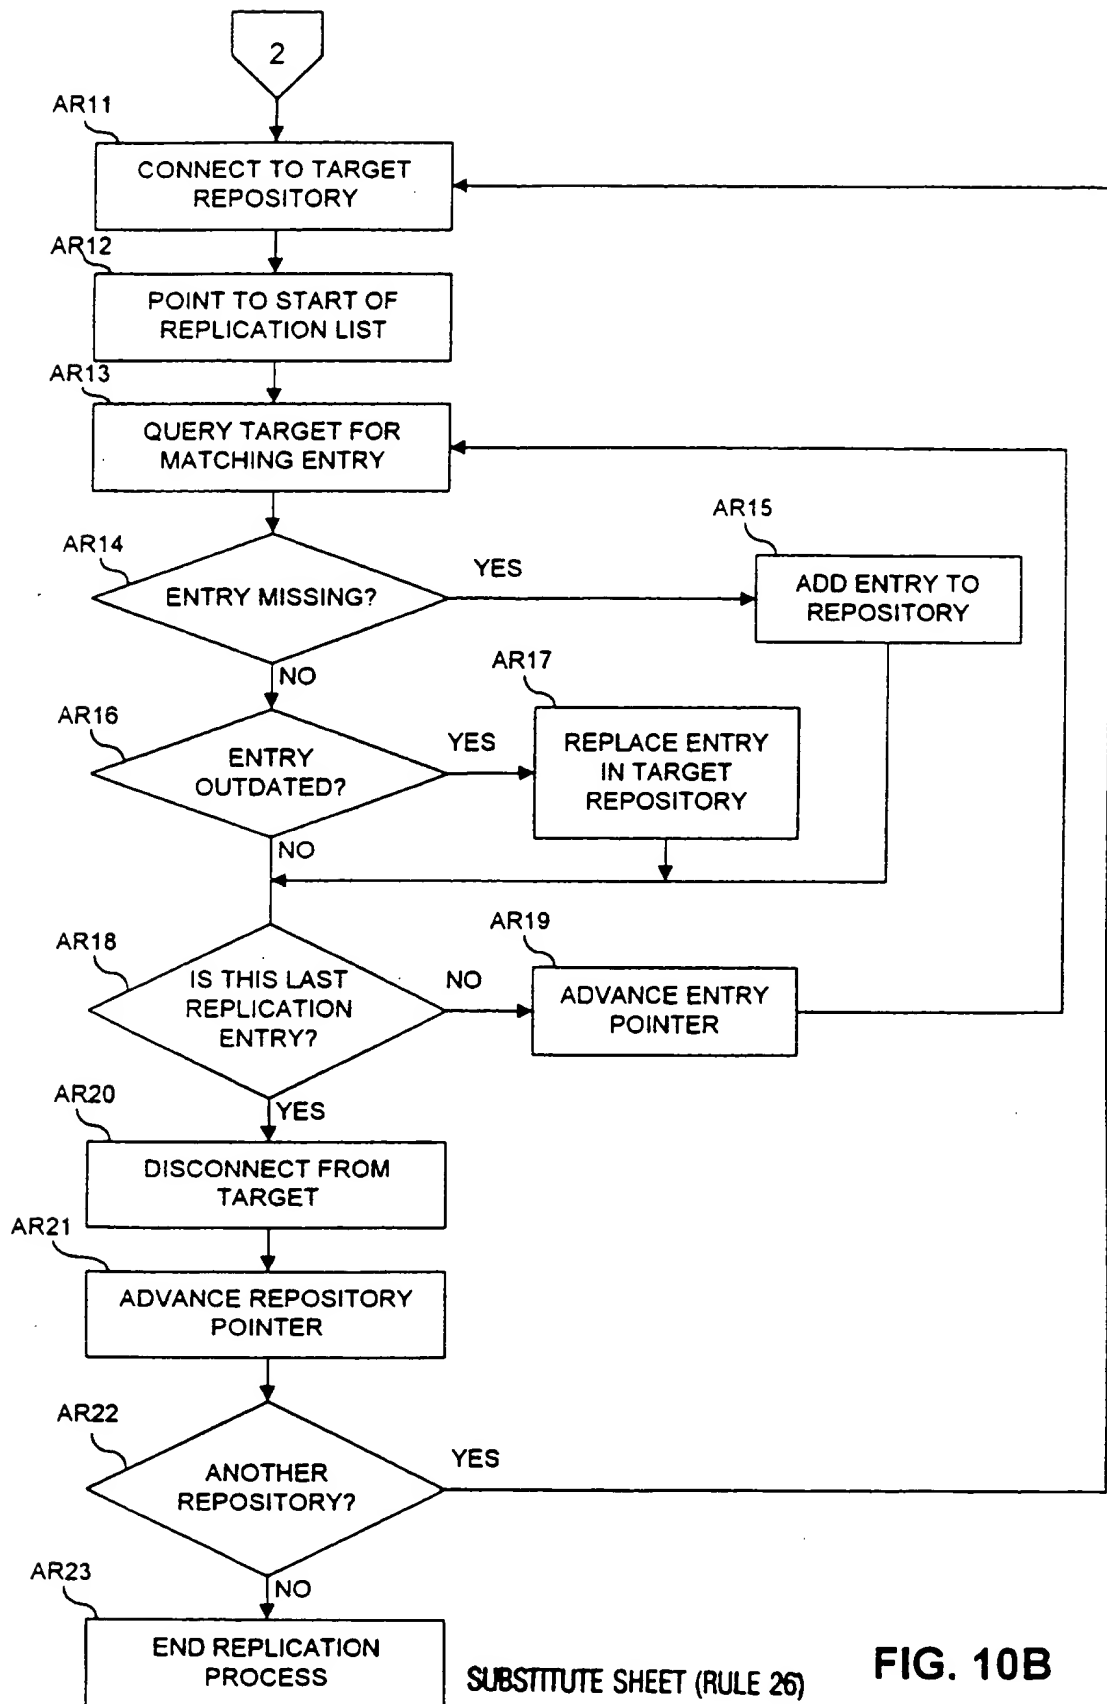 2
AR11
CONNECT TO TARGET
REPOSITORY
AR12
POINT TO START OF
REPLICATION LIST
AR13
QUERY TARGET FOR
MATCHING ENTRY
AR14
ENTRY MISSING?
YES
AR15
ADD ENTRY TO
REPOSITORY
NO
AR16
ENTRY
OUTDATED?
YES
AR17
REPLACE ENTRY
IN TARGET
REPOSITORY
NO
AR18
IS THIS LAST
REPLICATION
ENTRY?
NO
AR19
ADVANCE ENTRY
POINTER
YES
AR20
DISCONNECT FROM
TARGET
AR21
ADVANCE REPOSITORY
POINTER
AR22
ANOTHER
REPOSITORY?
YES
NO
AR23
END REPLICATION
PROCESS
SUBSTITUTE SHEET (RULE 26)
FIG. 10B